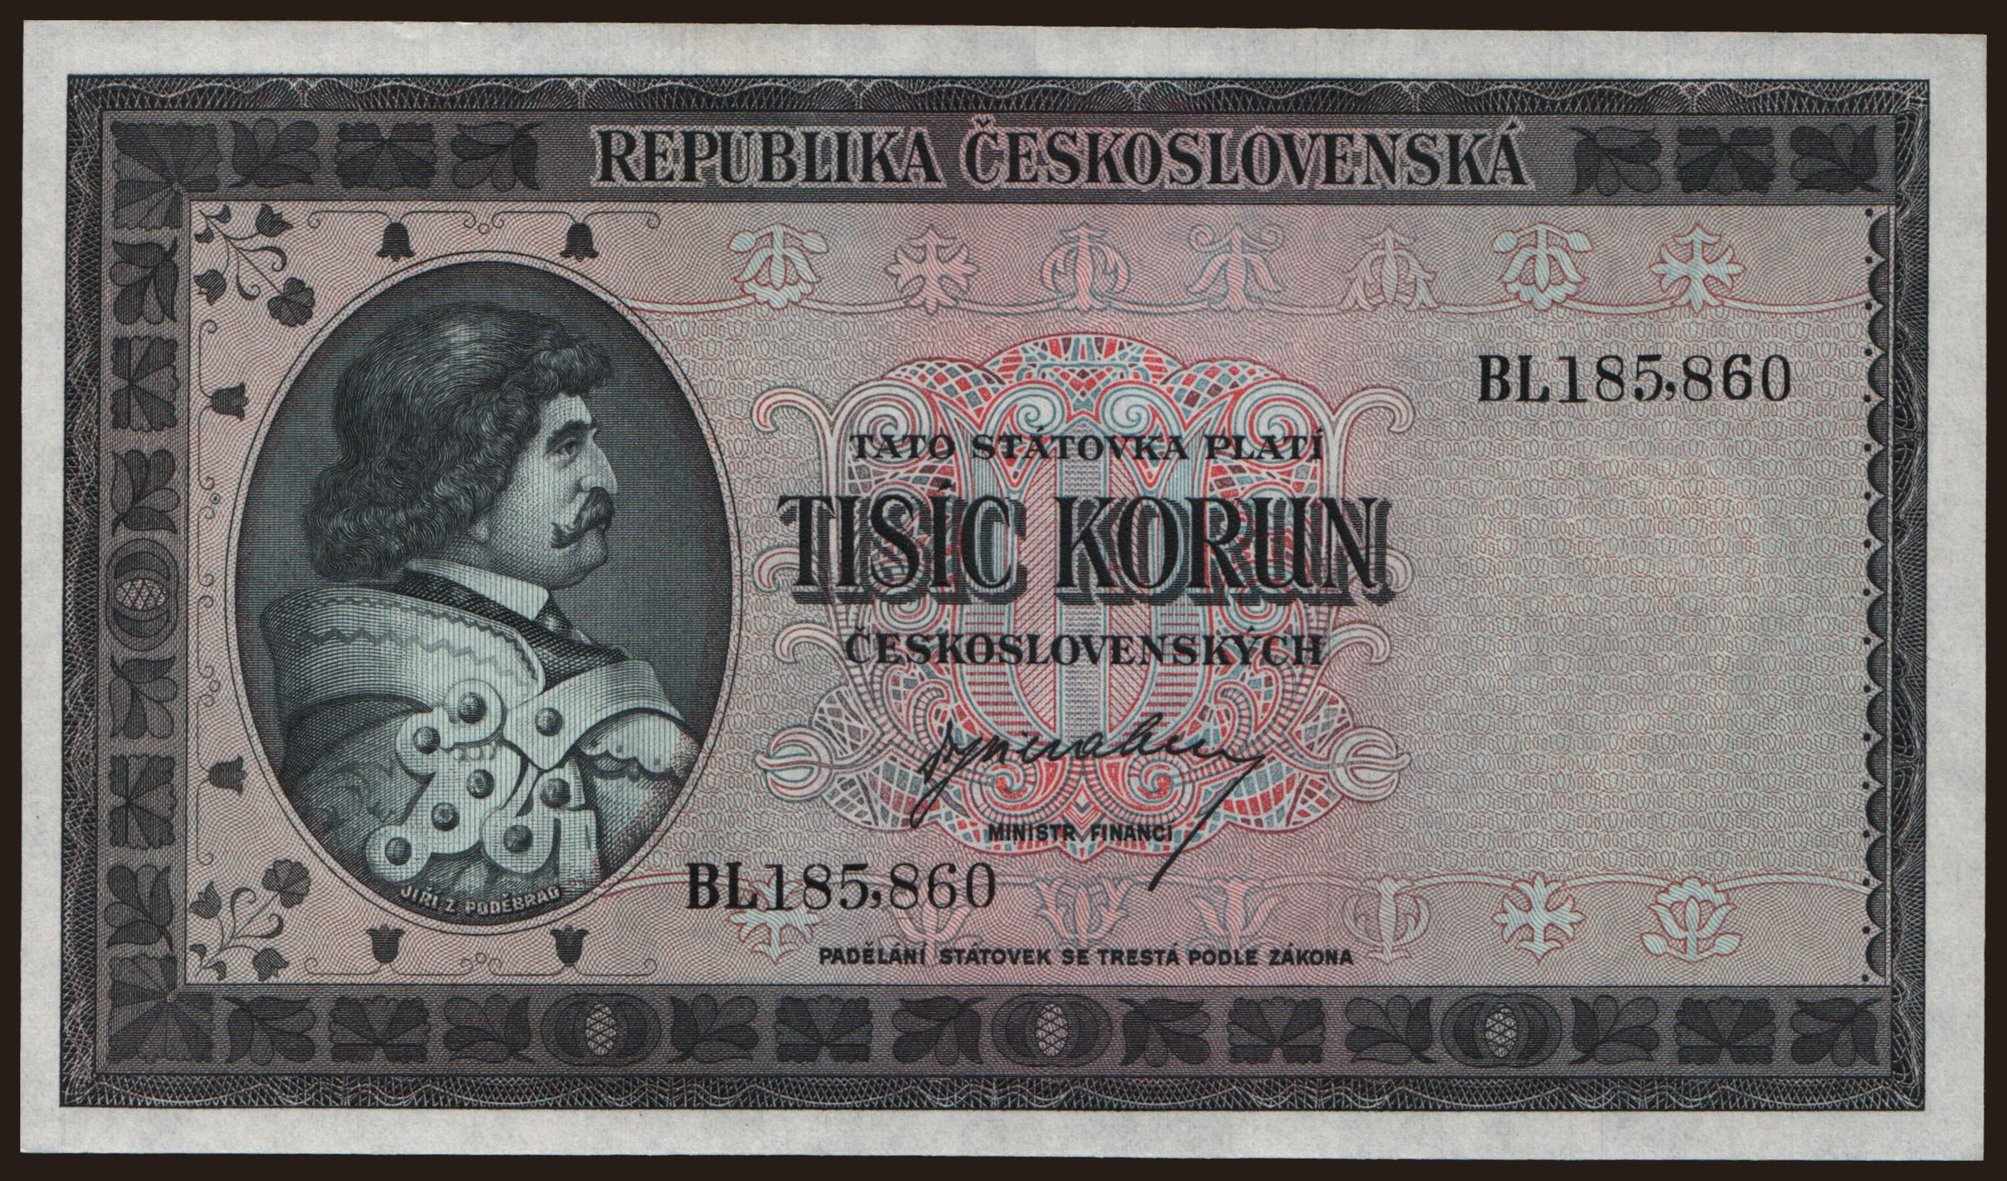 REPUBLIKA ČESKOSLOVENSKÁ
BL185,860
TATO STÁTOVKA PLATÍ
TISÍC KORUN
ČESKOSLOVENSKÝCH
MINISTR FINANCÍ
BL185,860
JIŘÍ Z PODĚBRAD
PADĚLÁNÍ STÁTOVEK SE TRESTÁ PODLE ZÁKONA